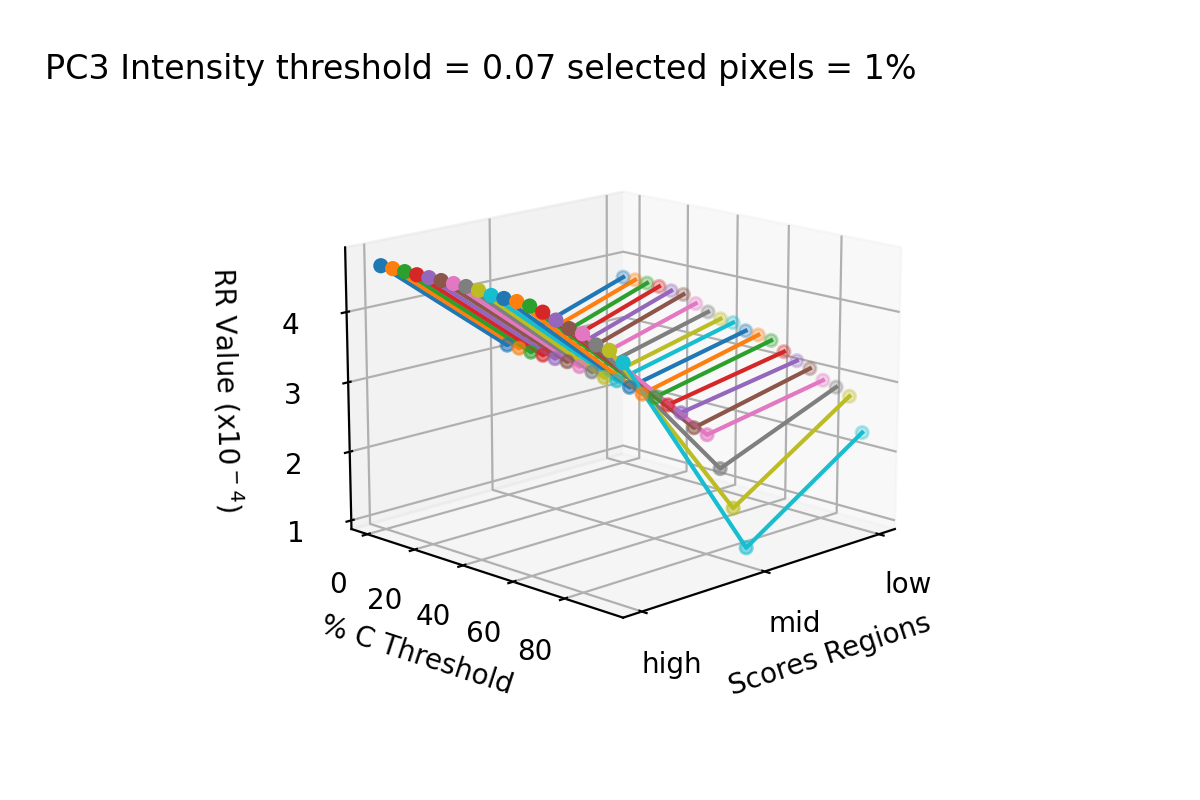 PC3 Intensity threshold = 0.07 selected pixels = 1%
RR Value (x10⁻⁴)
4
3
2
1
0
20
40
60
80
% C Threshold
high
mid
low
Scores Regions